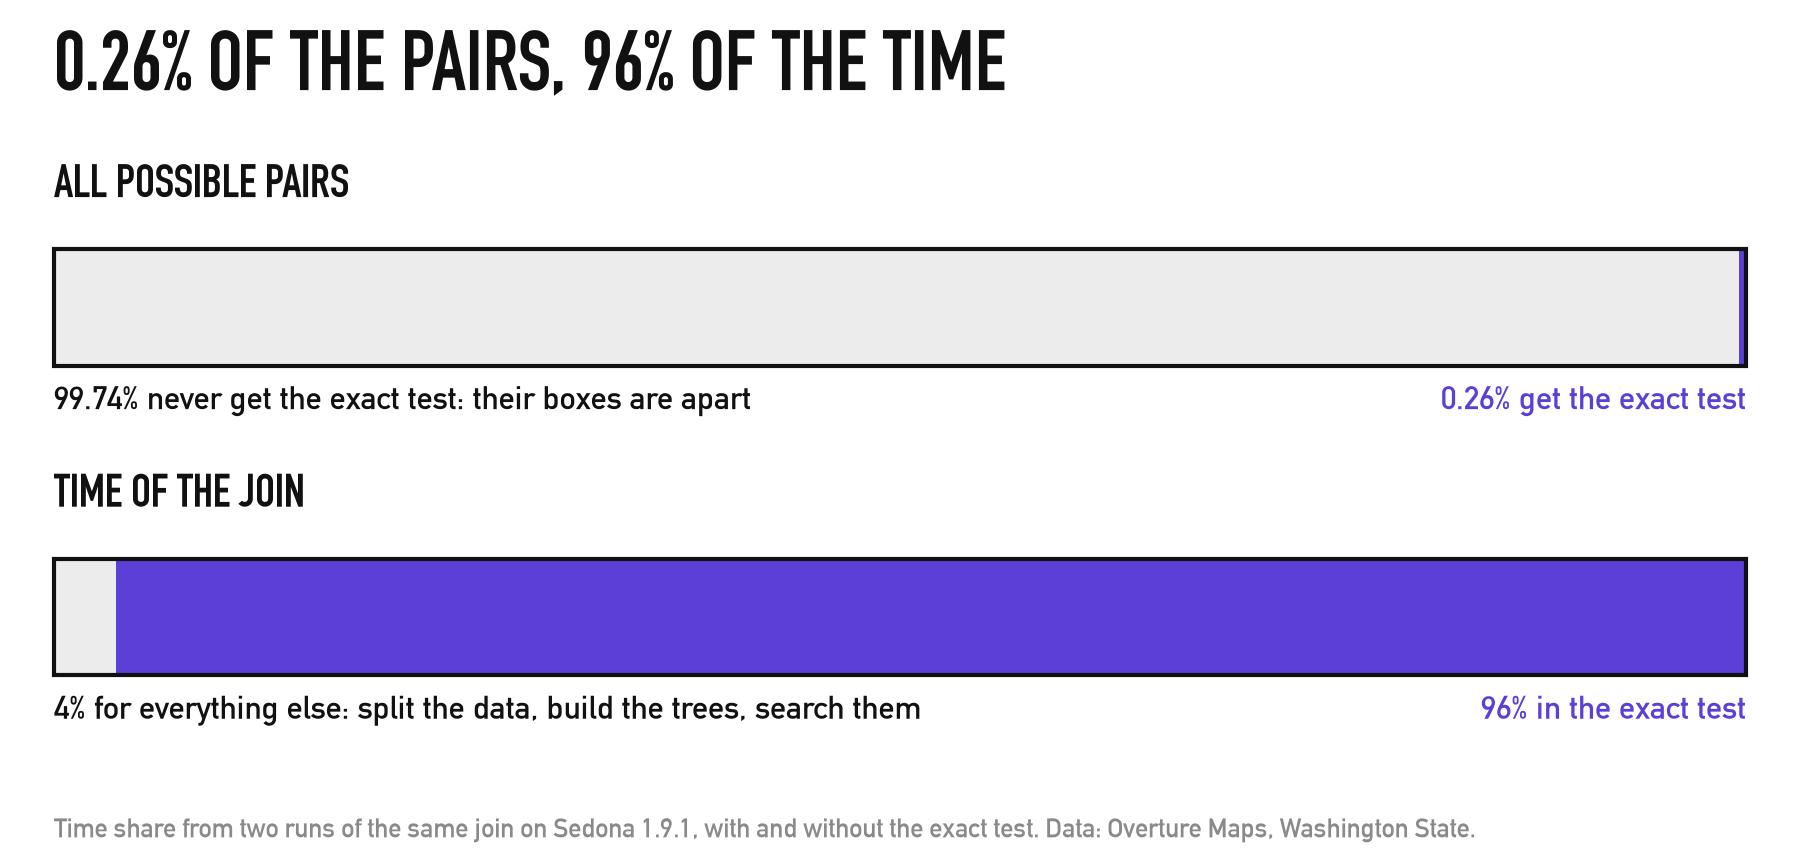 0.26% OF THE PAIRS, 96% OF THE TIME
ALL POSSIBLE PAIRS
99.74% never get the exact test: their boxes are apart
0.26% get the exact test
TIME OF THE JOIN
4% for everything else: split the data, build the trees, search them
96% in the exact test
Time share from two runs of the same join on Sedona 1.9.1, with and without the exact test. Data: Overture Maps, Washington State.